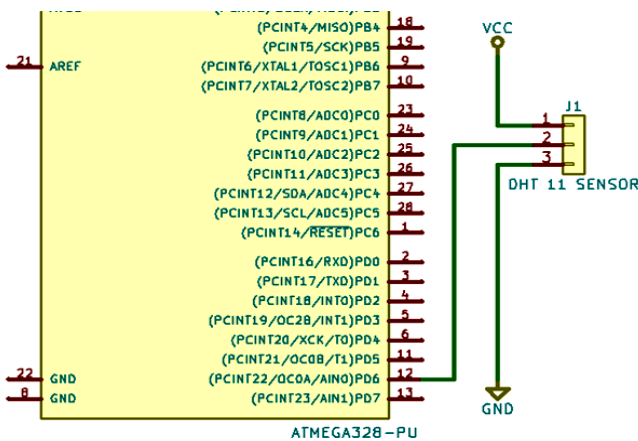 (PCINT4/MISO)PB4 18
(PCINT5/SCK)PB5 19
21 AREF (PCINT6/XTAL1/TOSC1)PB6 9
(PCINT7/XTAL2/TOSC2)PB7 10
(PCINT8/ADC0)PC0 23
(PCINT9/ADC1)PC1 24
(PCINT10/ADC2)PC2 25
(PCINT11/ADC3)PC3 26
(PCINT12/SDA/ADC4)PC4 27
(PCINT13/SCL/ADC5)PC5 28
(PCINT14/RESET)PC6 1
(PCINT16/RXD)PD0 2
(PCINT17/TXD)PD1 3
(PCINT18/INT0)PD2 4
(PCINT19/OC2B/INT1)PD3 5
(PCINT20/XCK/T0)PD4 6
(PCINT21/OC0B/T1)PD5 11
22 GND (PCINT22/OC0A/AIN0)PD6 12
8 GND (PCINT23/AIN1)PD7 13
ATMEGA328-PU
VCC
J1
1
2
3
DHT 11 SENSOR
GND